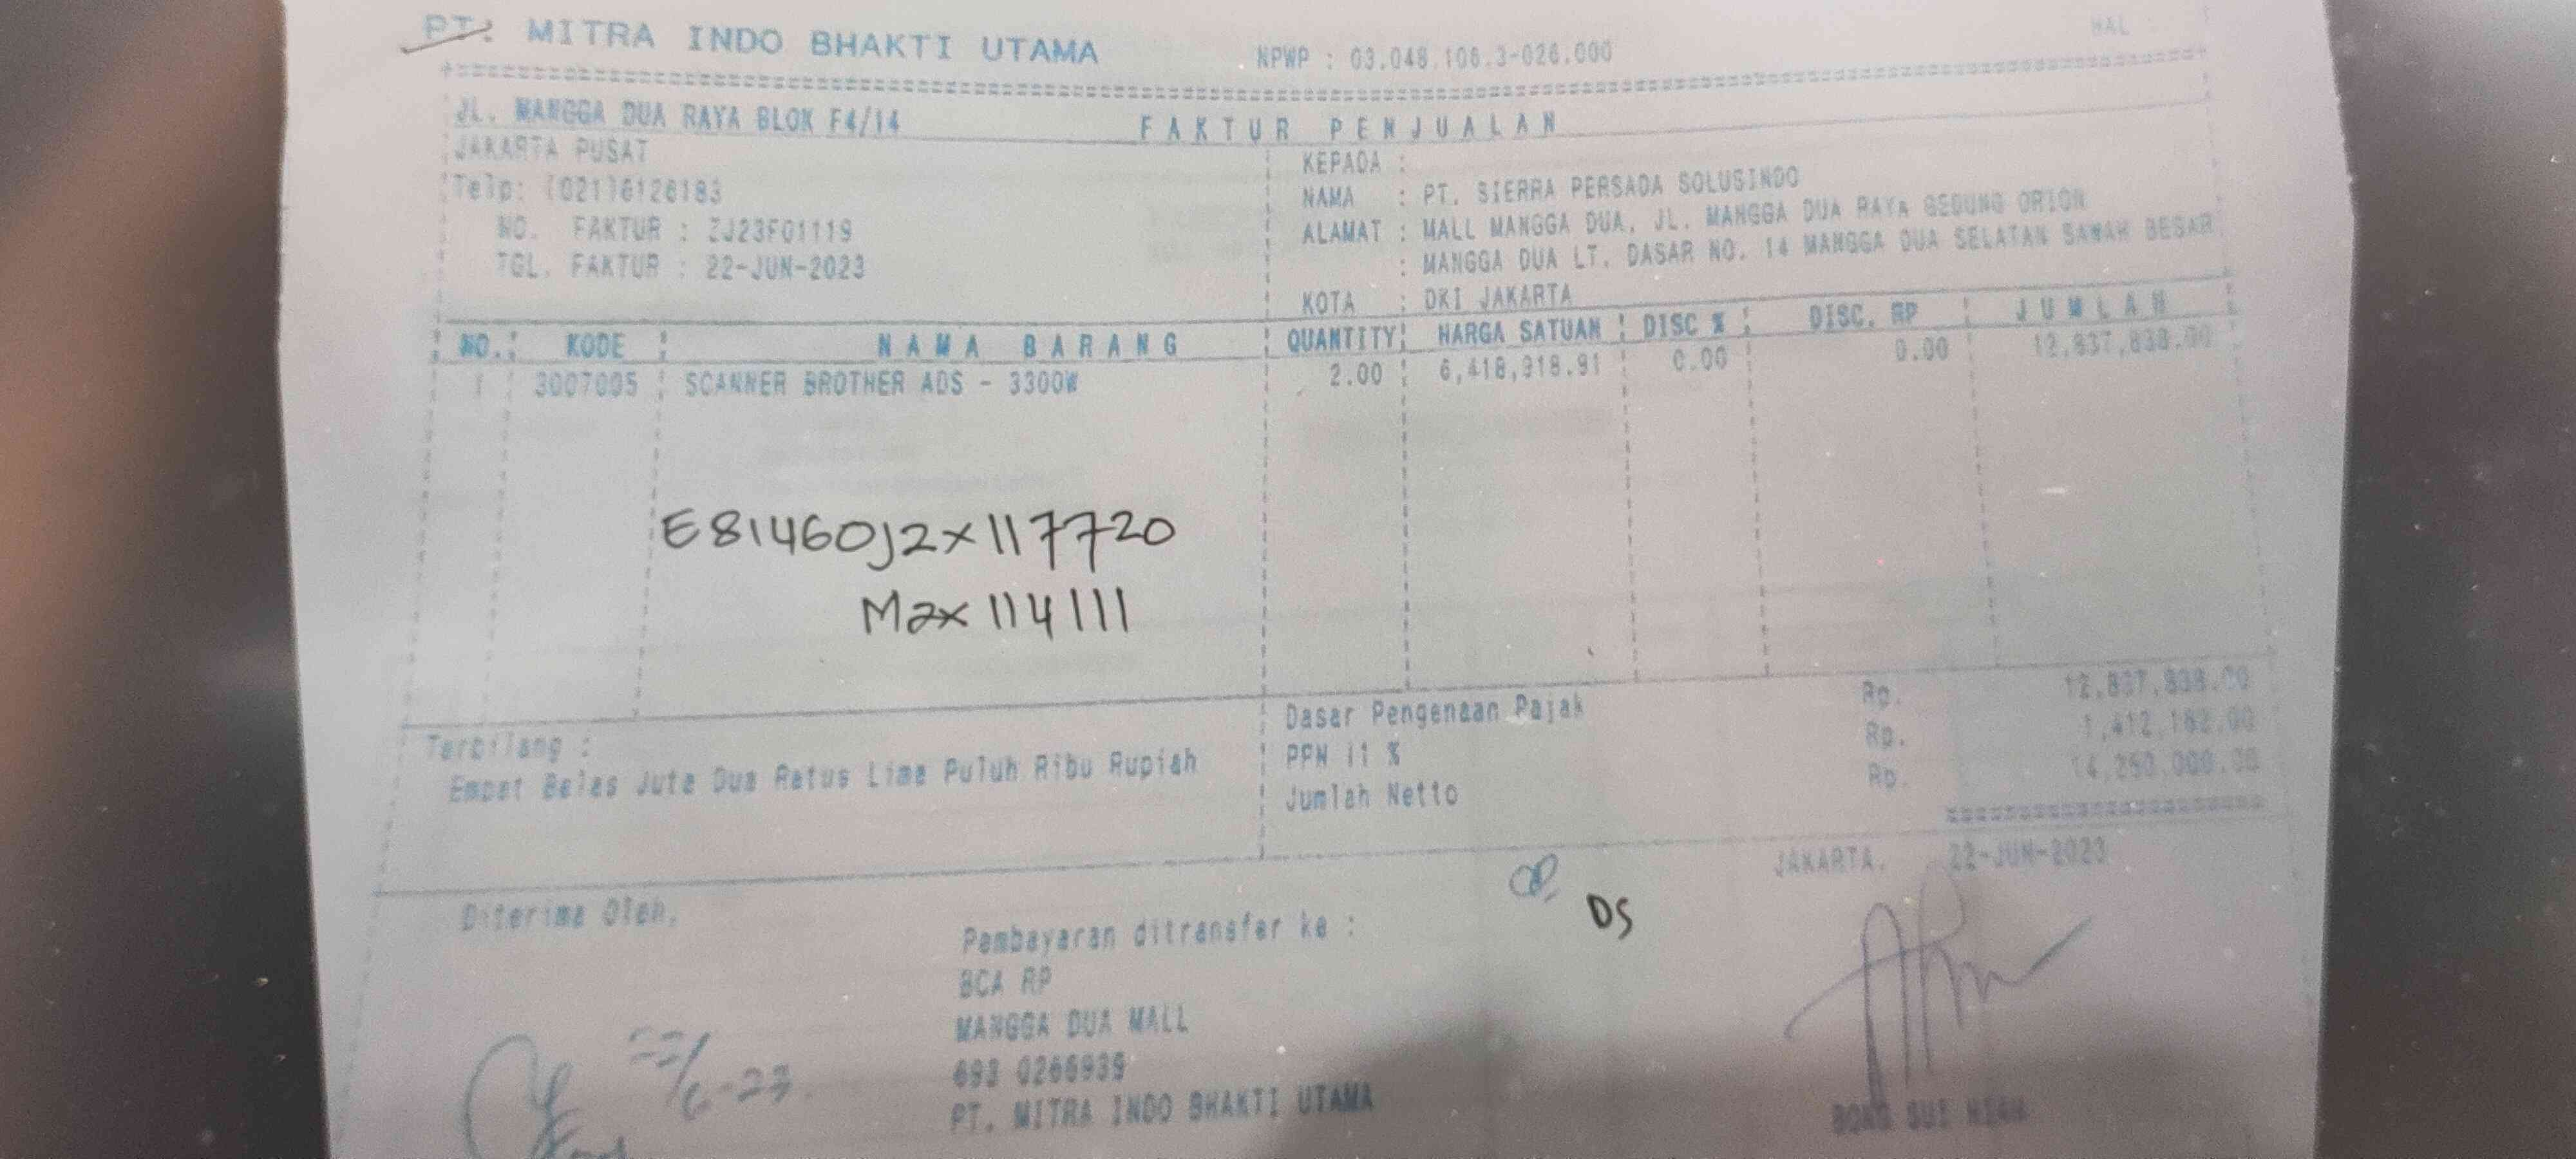 PT. MITRA INDO BHAKTI UTAMA
NPWP : 03.048.106.3-026.000
HAL
JL. MANGGA DUA RAYA BLOK F4/14
FAKTUR PENJUALAN
JAKARTA PUSAT
Telp: (021)6126183
NO. FAKTUR : ZJ23F01119
TGL. FAKTUR : 22-JUN-2023
KEPADA :
NAMA : PT. SIERRA PERSADA SOLUSINDO
ALAMAT : MALL MANGGA DUA, JL. MANGGA DUA RAYA GEDUNG ORION
: MANGGA DUA LT. DASAR NO. 14 MANGGA DUA SELATAN SAWAH BESAR
KOTA : DKI JAKARTA
NO. KODE NAMA BARANG QUANTITY HARGA SATUAN DISC % DISC. RP JUMLAH
1 3007005 SCANNER BROTHER ADS - 3300W 2.00 6,418,918.91 0.00 0.00 12,837,838.00
E81460J2X117720
M2X114111
Dasar Pengenaan Pajak Rp. 12,837,838.00
PPN 11 % Rp. 1,412,162.00
Jumlah Netto Rp. 14,250,000.00
Terbilang :
Empat Belas Juta Dua Ratus Lima Puluh Ribu Rupiah
JAKARTA, 22-JUN-2023
Diterima Oleh,
DS
Pembayaran ditransfer ke :
BCA RP
MANGGA DUA MALL
693 0266939
PT. MITRA INDO BHAKTI UTAMA
22/6-23